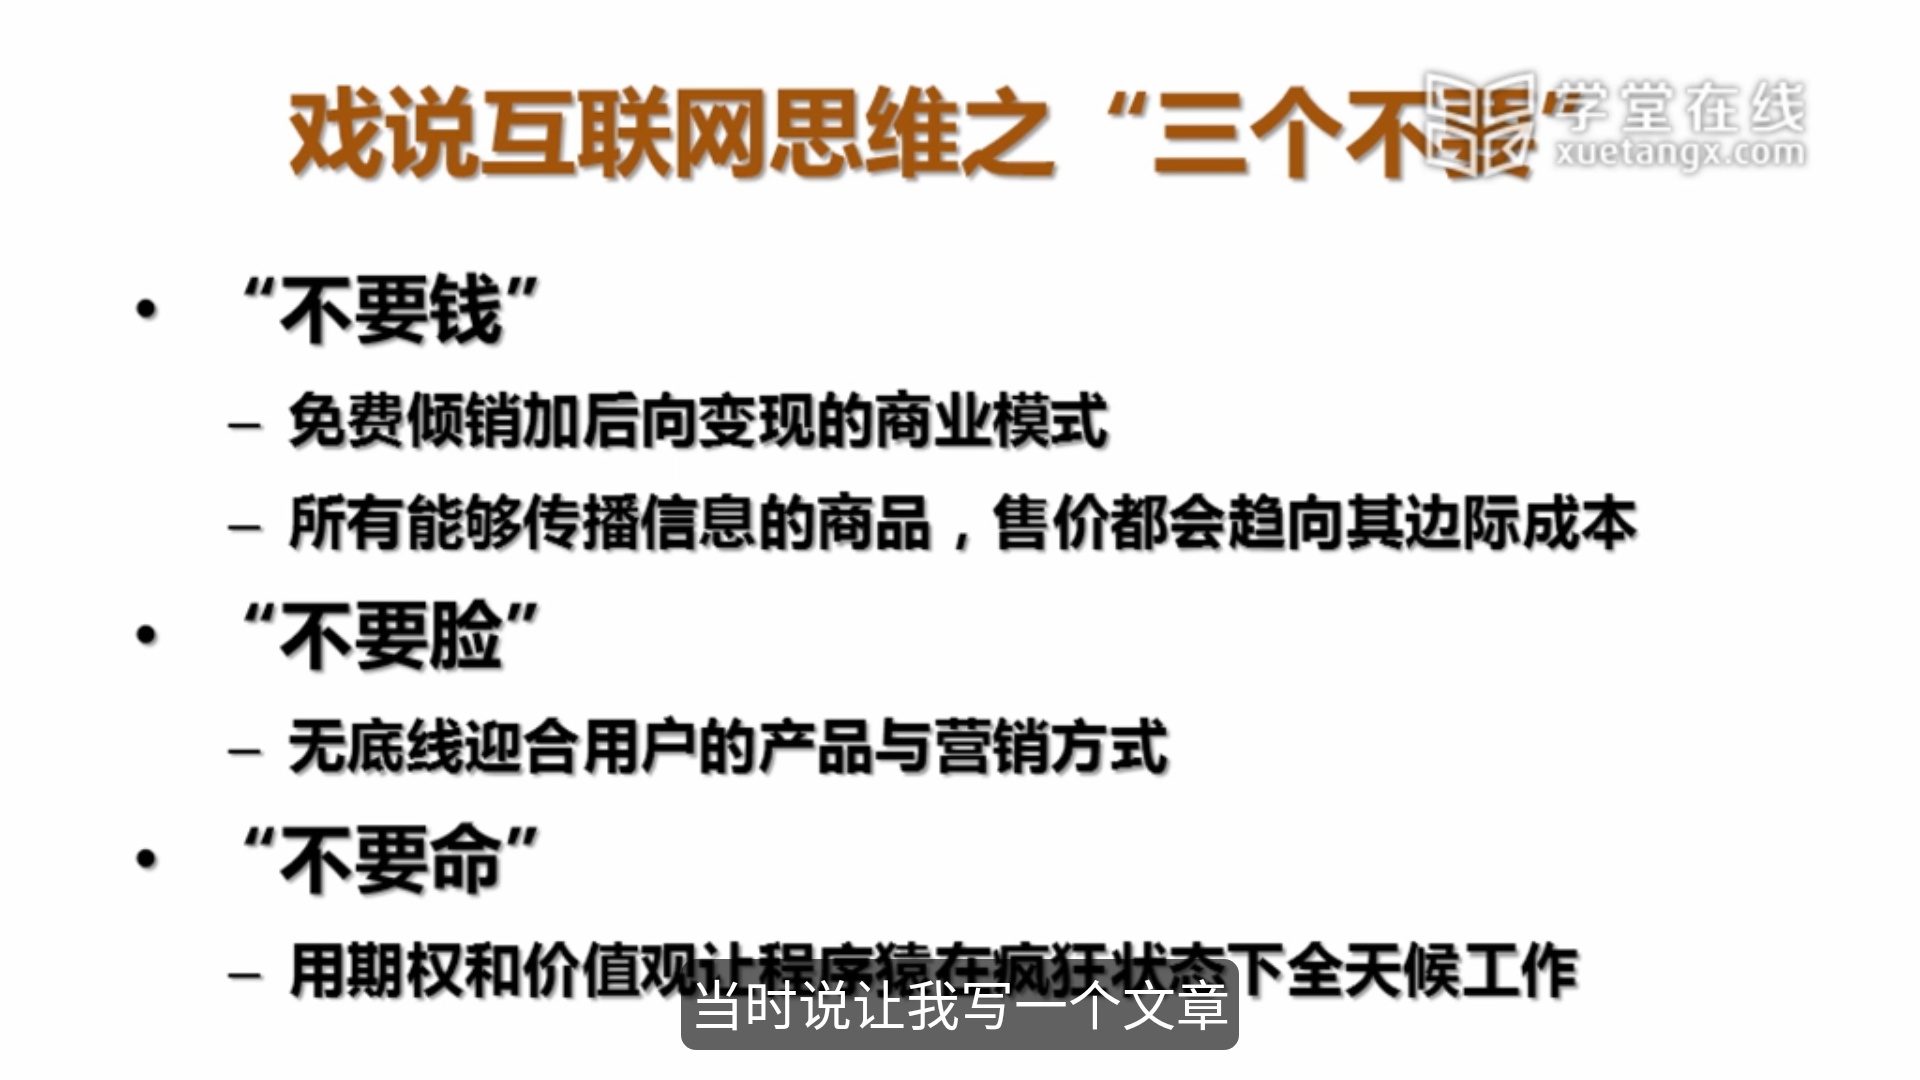 戏说互联网思维之“三个不要”
学堂在线
xuetangx.com
• “不要钱”
– 免费倾销加后向变现的商业模式
– 所有能够传播信息的商品，售价都会趋向其边际成本
• “不要脸”
– 无底线迎合用户的产品与营销方式
• “不要命”
– 用期权和价值观让程序猿在疯狂状态下全天候工作
当时说让我写一个文章